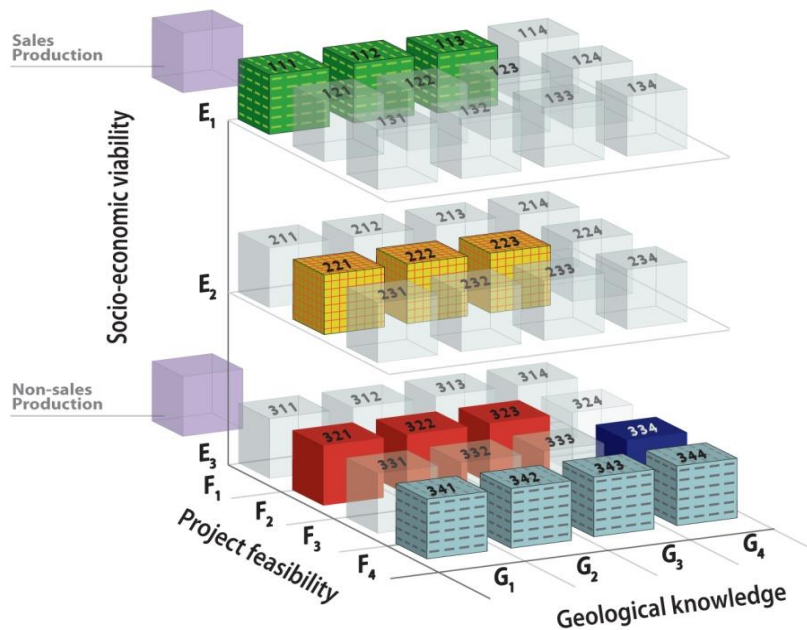 Sales
Production
111
112
113
114
121
122
123
124
131
132
133
134
E1
Socio-economic viability
211
212
213
214
221
222
223
224
231
232
233
234
E2
Non-sales
Production
311
312
313
314
321
322
323
324
331
332
333
334
341
342
343
344
E3
F1
F2
F3
F4
Project feasibility
G1
G2
G3
G4
Geological knowledge